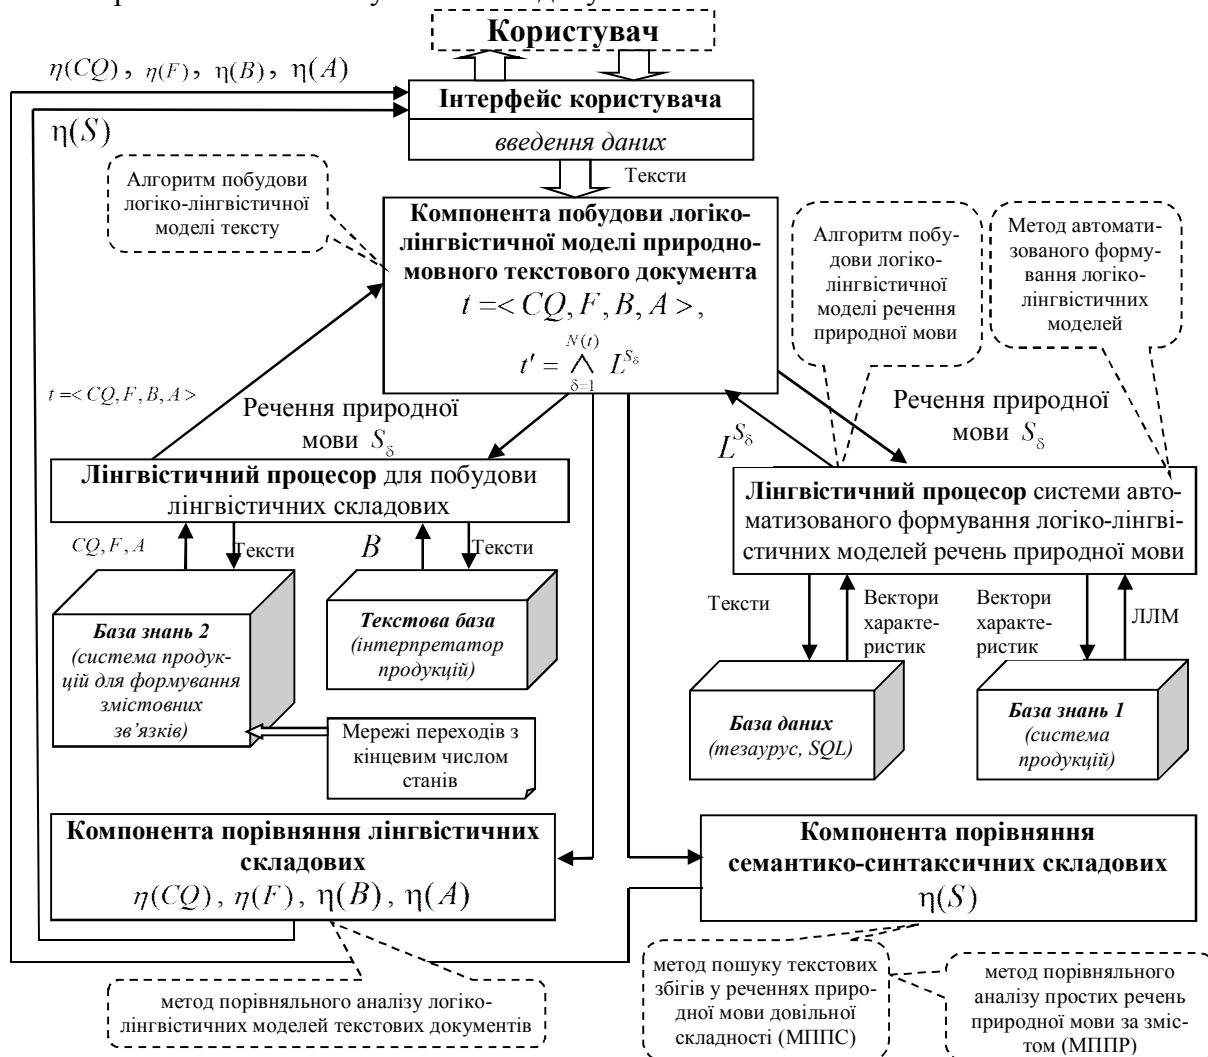 Користувач
η(CQ), η(F), η(B), η(A)
Інтерфейс користувача
введення даних
η(S)
Тексти
Алгоритм побудови
логіко-лінгвістичної
моделі тексту
Компонента побудови логіко-
лінгвістичної моделі природно-
мовного текстового документа
t =< CQ, F, B, A >,
t′ = ∧ L^{S_δ}
N(t)
δ=1
Алгоритм побу-
дови логіко-
лінгвістичної
моделі речення
природної мови
Метод автомати-
зованого форму-
вання логіко-
лінгвістичних
моделей
t =< CQ, F, B, A >
Речення природної
мови S_δ
L^{S_δ}
Речення природної
мови S_δ
Лінгвістичний процесор для побудови
лінгвістичних складових
Лінгвістичний процесор системи авто-
матизованого формування логіко-лінгві-
стичних моделей речень природної мови
CQ, F, A
Тексти
B
Тексти
База знань 2
(система продук-
цій для формування
змістовних
зв’язків)
Текстова база
(інтерпретатор
продукцій)
Мережі переходів з
кінцевим числом
станів
Тексти
Вектори
характе-
ристик
Вектори
характе-
ристик
ЛЛМ
База даних
(тезаурус, SQL)
База знань 1
(система
продукцій)
Компонента порівняння лінгвістичних
складових
η(CQ), η(F), η(B), η(A)
Компонента порівняння
семантико-синтаксичних складових
η(S)
метод порівняльного аналізу логіко-
лінгвістичних моделей текстових документів
метод пошуку текстових
збігів у реченнях приро-
дної мови довільної
складності (МППС)
метод порівняльного
аналізу простих речень
природної мови за зміс-
том (МППР)